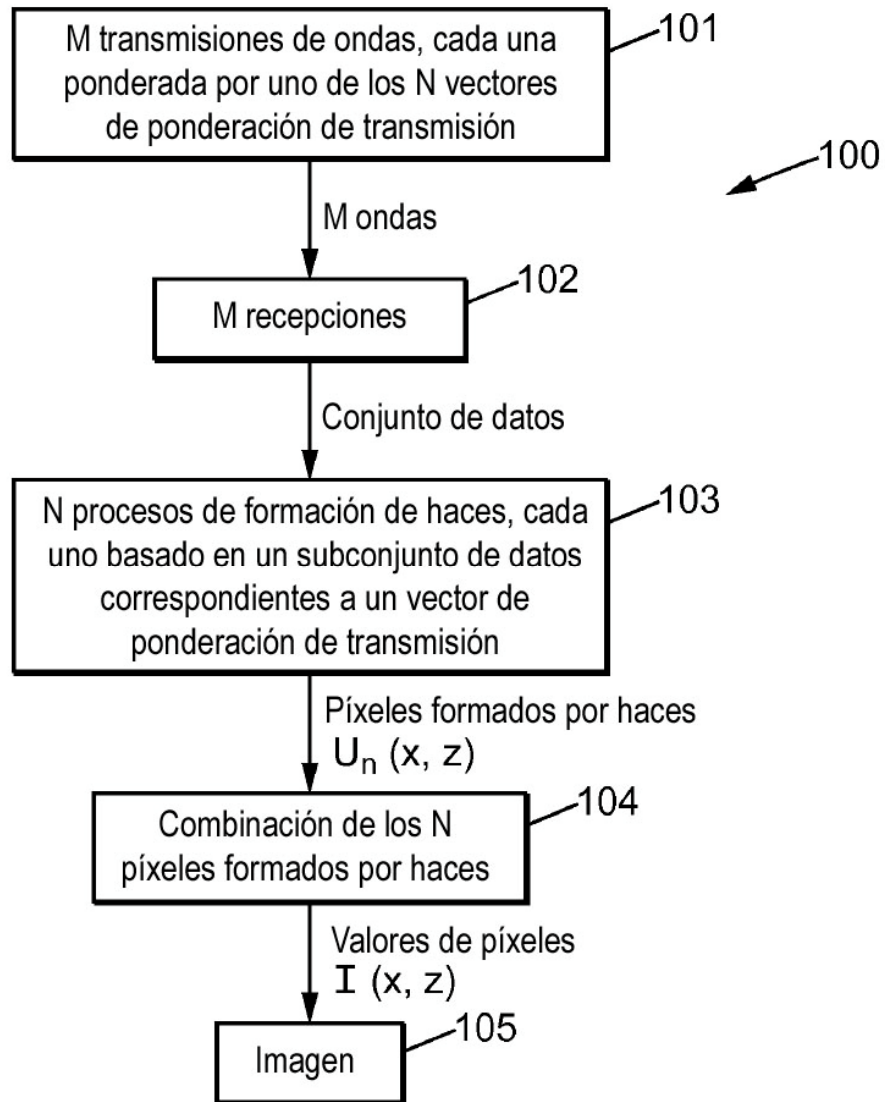 M transmisiones de ondas, cada una
ponderada por uno de los N vectores
de ponderación de transmisión
101
100
M ondas
102
M recepciones
Conjunto de datos
103
N procesos de formación de haces, cada
uno basado en un subconjunto de datos
correspondientes a un vector de
ponderación de transmisión
Píxeles formados por haces
Uₙ (x, z)
104
Combinación de los N
píxeles formados por haces
Valores de píxeles
I (x, z)
105
Imagen